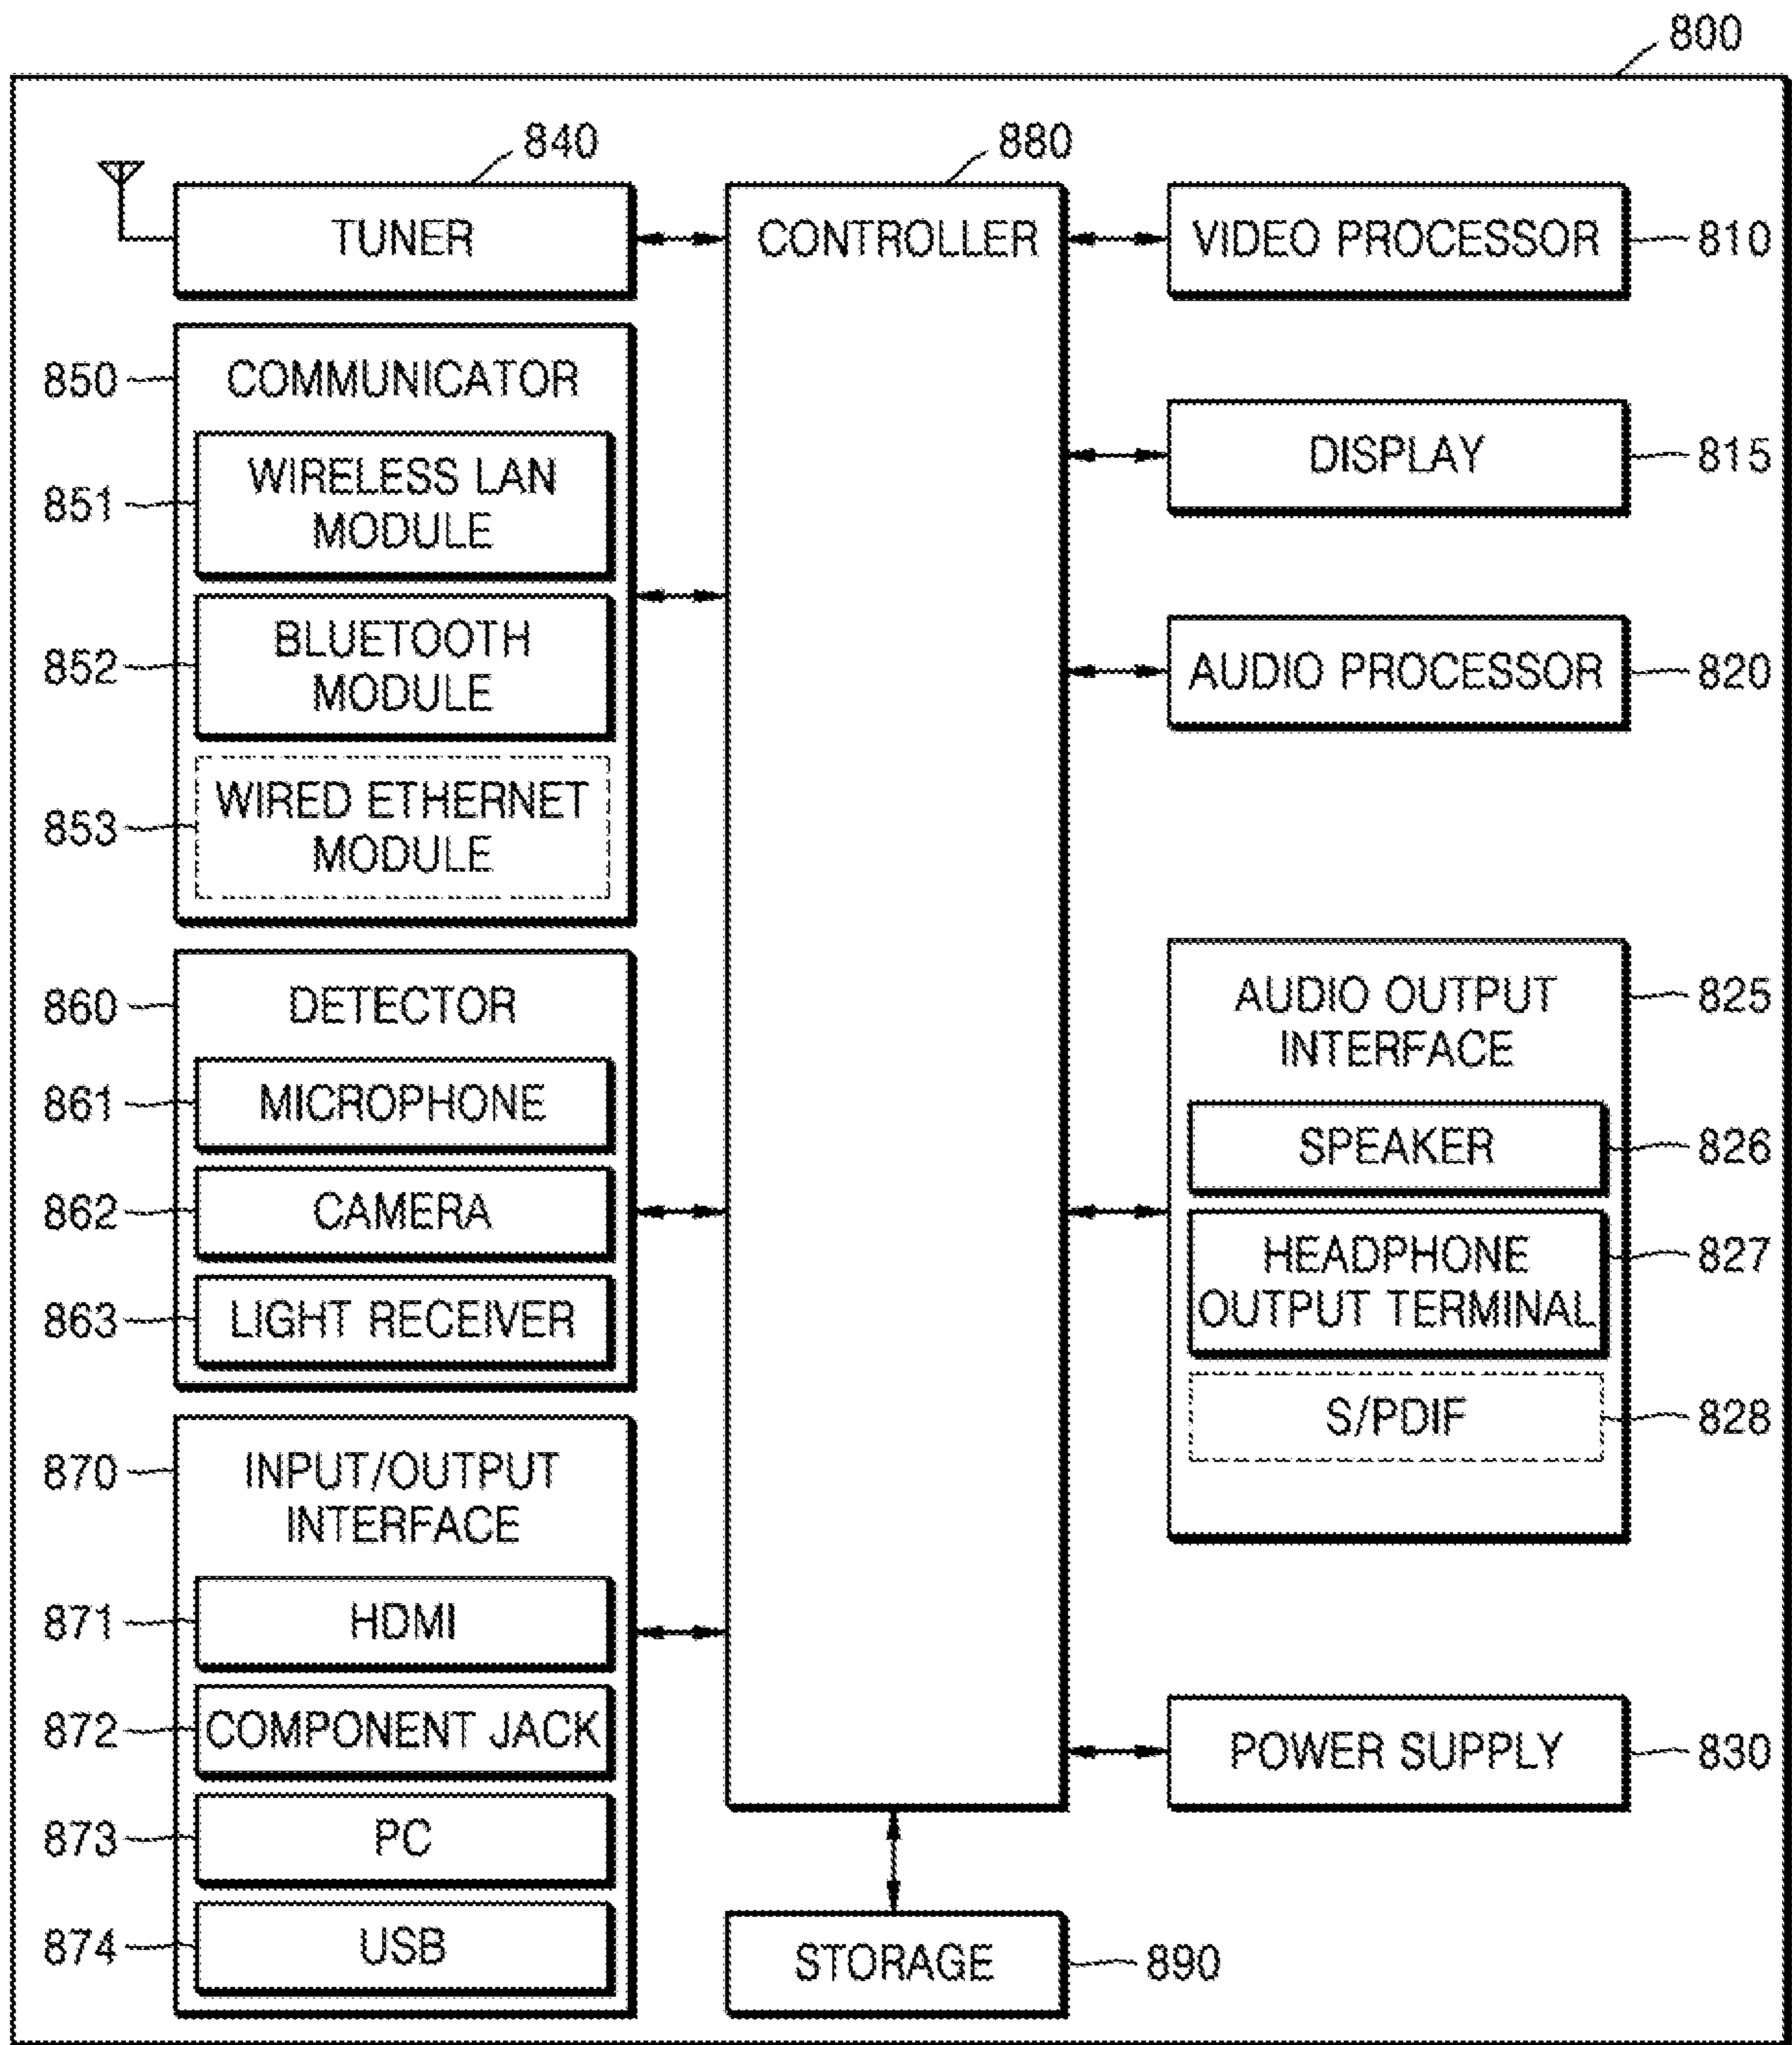 800
840
TUNER
880
CONTROLLER
VIDEO PROCESSOR
810
850
COMMUNICATOR
851
WIRELESS LAN
MODULE
852
BLUETOOTH
MODULE
853
WIRED ETHERNET
MODULE
DISPLAY
815
AUDIO PROCESSOR
820
860
DETECTOR
861
MICROPHONE
862
CAMERA
863
LIGHT RECEIVER
AUDIO OUTPUT
INTERFACE
825
SPEAKER
826
HEADPHONE
OUTPUT TERMINAL
827
S/PDIF
828
870
INPUT/OUTPUT
INTERFACE
871
HDMI
872
COMPONENT JACK
873
PC
874
USB
POWER SUPPLY
830
STORAGE
890